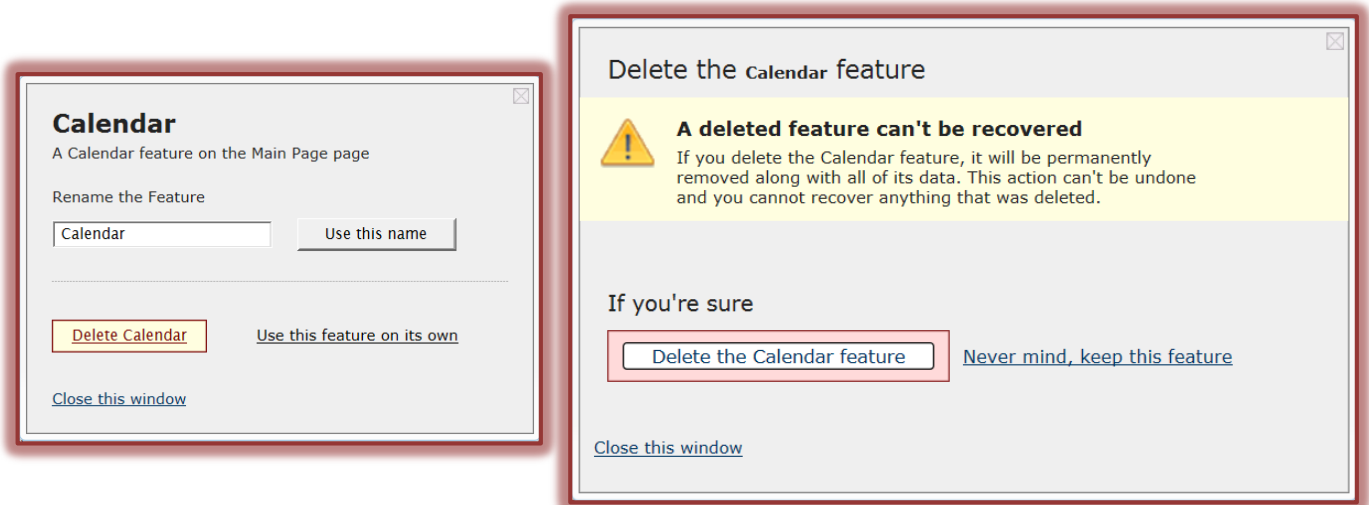 Calendar
A Calendar feature on the Main Page page
Rename the Feature
Calendar
Use this name
Delete Calendar
Use this feature on its own
Close this window
Delete the Calendar feature
A deleted feature can't be recovered
If you delete the Calendar feature, it will be permanently
removed along with all of its data. This action can't be undone
and you cannot recover anything that was deleted.
If you're sure
Delete the Calendar feature
Never mind, keep this feature
Close this window